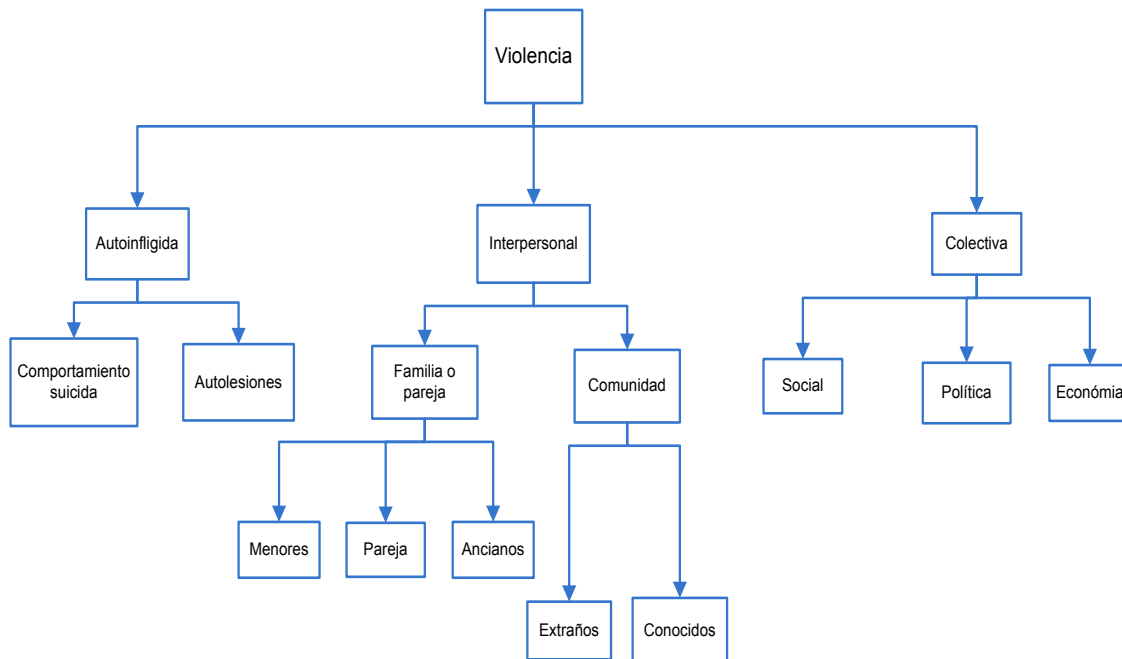 Violencia
Autoinfligida
Interpersonal
Colectiva
Comportamiento
suicida
Autolesiones
Familia o
pareja
Comunidad
Social
Política
Económia
Menores
Pareja
Ancianos
Extraños
Conocidos